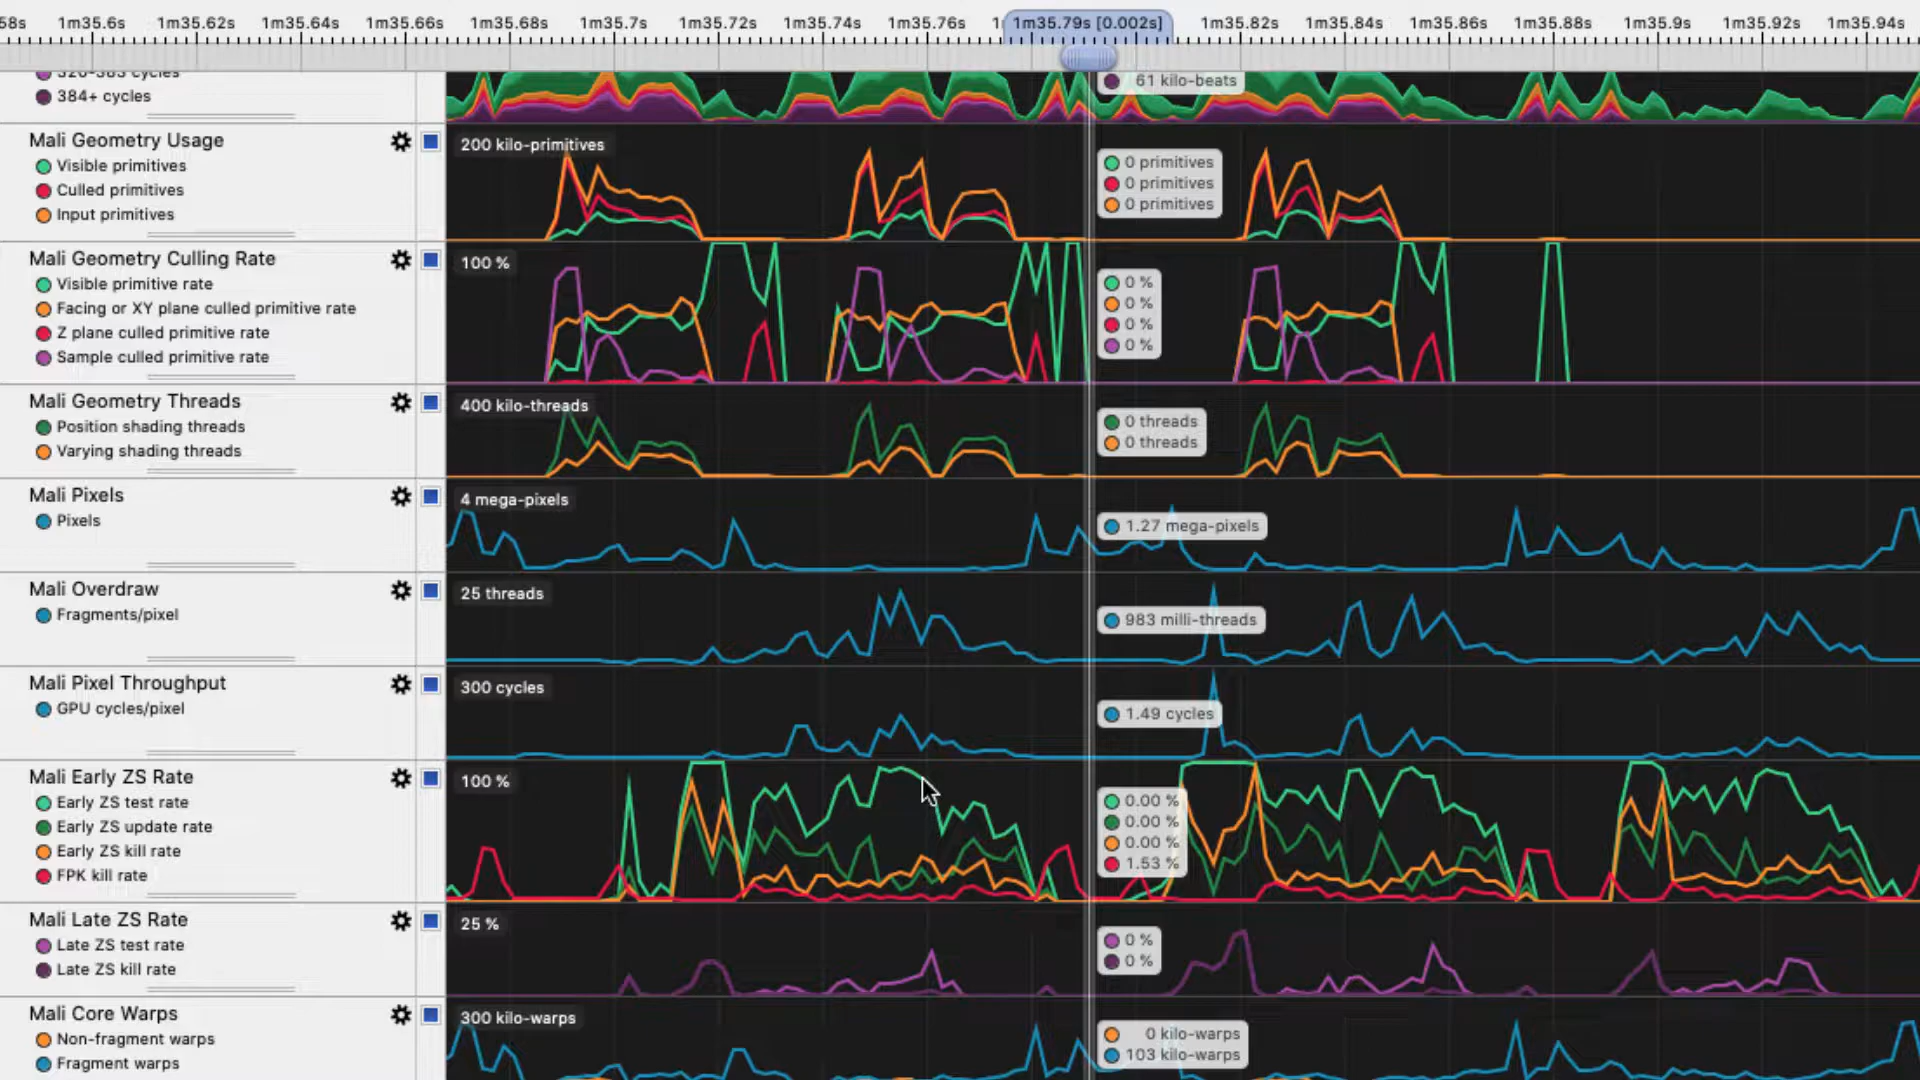 58s 1m35.6s 1m35.62s 1m35.64s 1m35.66s 1m35.68s 1m35.7s 1m35.72s 1m35.74s 1m35.76s 1m35.79s [0.002s] 1m35.82s 1m35.84s 1m35.86s 1m35.88s 1m35.9s 1m35.92s 1m35.94s
320-383 cycles
384+ cycles
61 kilo-beats
Mali Geometry Usage
Visible primitives
Culled primitives
Input primitives
200 kilo-primitives
0 primitives
0 primitives
0 primitives
Mali Geometry Culling Rate
Visible primitive rate
Facing or XY plane culled primitive rate
Z plane culled primitive rate
Sample culled primitive rate
100 %
0 %
0 %
0 %
0 %
Mali Geometry Threads
Position shading threads
Varying shading threads
400 kilo-threads
0 threads
0 threads
Mali Pixels
Pixels
4 mega-pixels
1.27 mega-pixels
Mali Overdraw
Fragments/pixel
25 threads
983 milli-threads
Mali Pixel Throughput
GPU cycles/pixel
300 cycles
1.49 cycles
Mali Early ZS Rate
Early ZS test rate
Early ZS update rate
Early ZS kill rate
FPK kill rate
100 %
0.00 %
0.00 %
0.00 %
1.53 %
Mali Late ZS Rate
Late ZS test rate
Late ZS kill rate
25 %
0 %
0 %
Mali Core Warps
Non-fragment warps
Fragment warps
300 kilo-warps
0 kilo-warps
103 kilo-warps